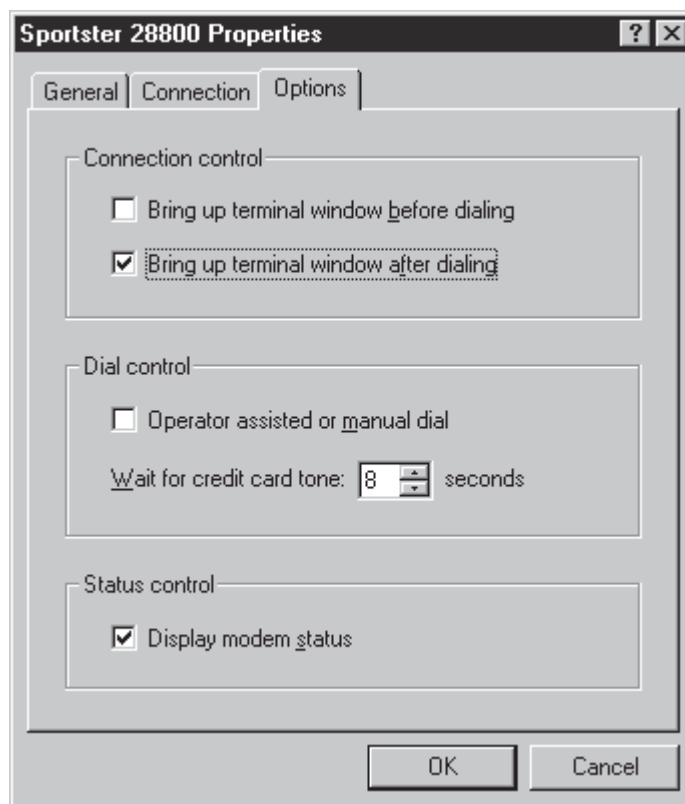 Sportster 28800 Properties
General Connection Options
Connection control
Bring up terminal window before dialing
Bring up terminal window after dialing
Dial control
Operator assisted or manual dial
Wait for credit card tone: 8 seconds
Status control
Display modem status
OK Cancel